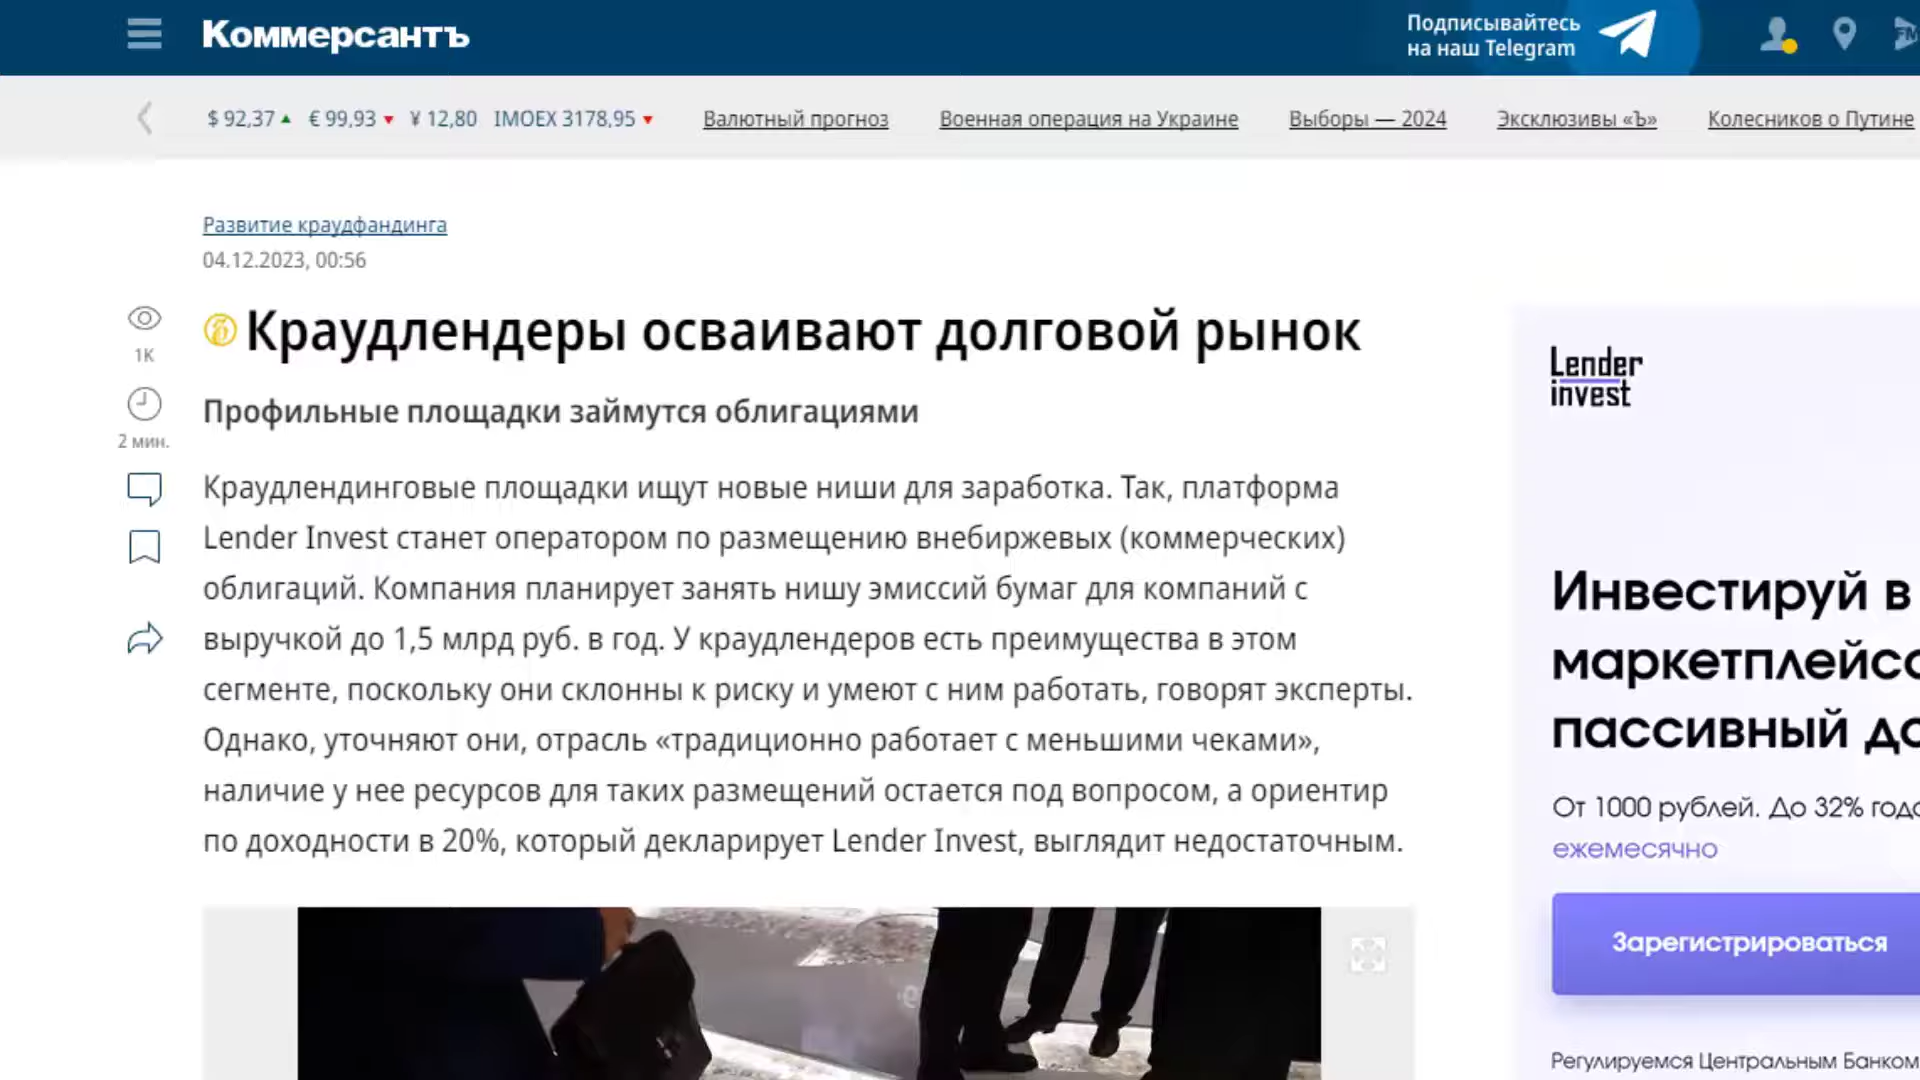 Коммерсантъ
Подписывайтесь
на наш Telegram
FM
$ 92,37 € 99,93 ¥ 12,80 IMOEX 3178,95 Валютный прогноз Военная операция на Украине Выборы — 2024 Эксклюзивы «Ъ» Колесников о Путине
Развитие краудфандинга
04.12.2023, 00:56
Краудлендеры осваивают долговой рынок
1K
2 мин.
Профильные площадки займутся облигациями
Краудлендинговые площадки ищут новые ниши для заработка. Так, платформа
Lender Invest станет оператором по размещению внебиржевых (коммерческих)
облигаций. Компания планирует занять нишу эмиссий бумаг для компаний с
выручкой до 1,5 млрд руб. в год. У краудлендеров есть преимущества в этом
сегменте, поскольку они склонны к риску и умеют с ним работать, говорят эксперты.
Однако, уточняют они, отрасль «традиционно работает с меньшими чеками»,
наличие у нее ресурсов для таких размещений остается под вопросом, а ориентир
по доходности в 20%, который декларирует Lender Invest, выглядит недостаточным.
Lender
invest
Инвестируй в
маркетплейс
пассивный
От 1000 рублей. До 32%
ежемесячно
Зарегистрироваться
Регулируемся Центральным Банком